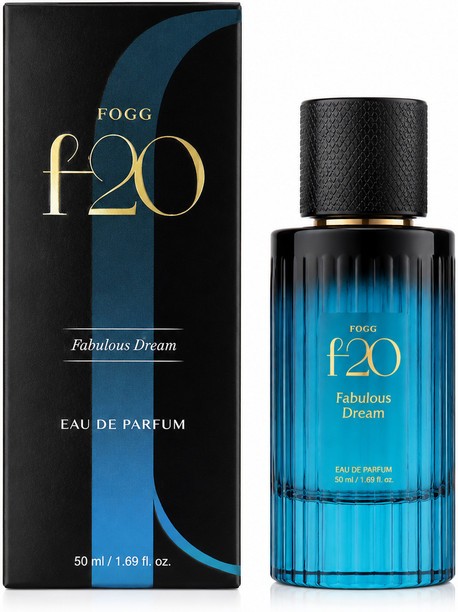 FOGG
f20
Fabulous Dream
EAU DE PARFUM
50 ml / 1.69 fl. oz.
FOGG
f20
Fabulous
Dream
EAU DE PARFUM
50 ml / 1.69 fl. oz.